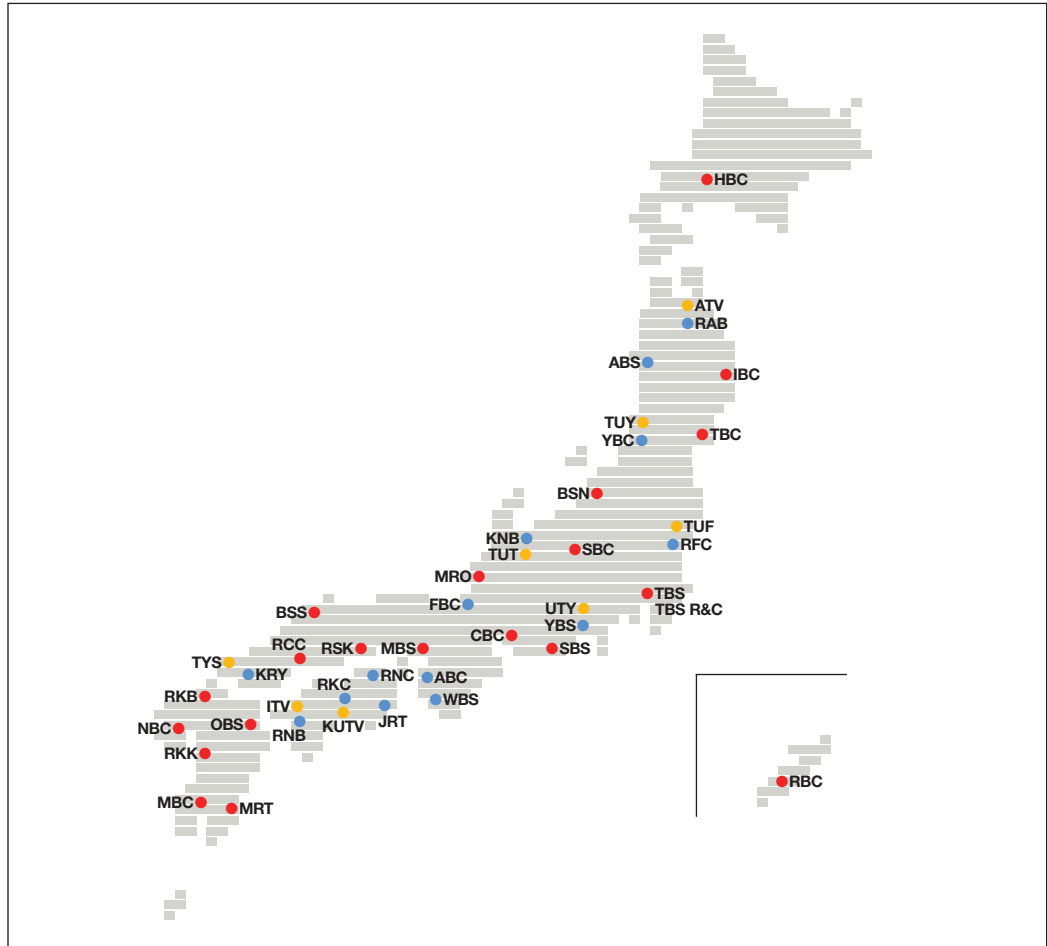 HBC
ATV
RAB
ABS
IBC
TUY
TBC
YBC
BSN
TUF
KNB
RFC
SBC
TUT
MRO
TBS
FBC
UTY
TBS R&C
BSS
YBS
CBC
RCC
RSK
MBS
SBS
TYS
KRY
RNC
ABC
RKC
RKB
WBS
ITV
JRT
NBC
OBS
KUTV
RNB
RKK
RBC
MBC
MRT